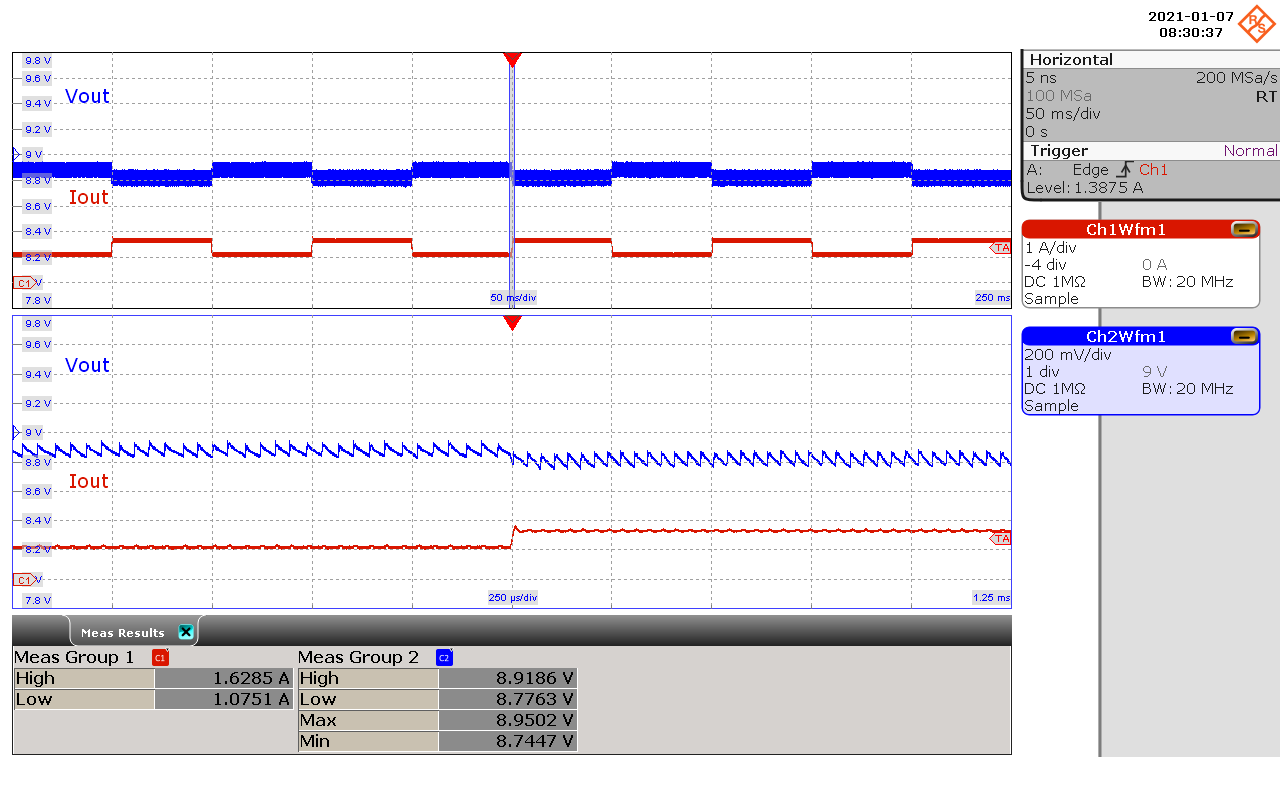 2021-01-07
08:30:37
R&S
9.8 V
9.6 V
9.4 V
9.2 V
9 V
8.8 V
8.6 V
8.4 V
8.2 V
C1 V
7.8 V
Vout
Iout
TA
50 ms/div
250 ms
9.8 V
9.6 V
9.4 V
9.2 V
9 V
8.8 V
8.6 V
8.4 V
8.2 V
C1 V
7.8 V
Vout
Iout
TA
250 µs/div
1.25 ms
Horizontal
5 ns 200 MSa/s
100 MSa RT
50 ms/div
0 s
Trigger Normal
A: Edge Ch1
Level: 1.3875 A
Ch1Wfm1
1 A/div
-4 div 0 A
DC 1MΩ BW: 20 MHz
Sample
Ch2Wfm1
200 mV/div
1 div 9 V
DC 1MΩ BW: 20 MHz
Sample
Meas Results
Meas Group 1 C1
High 1.6285 A
Low 1.0751 A
Meas Group 2 C2
High 8.9186 V
Low 8.7763 V
Max 8.9502 V
Min 8.7447 V